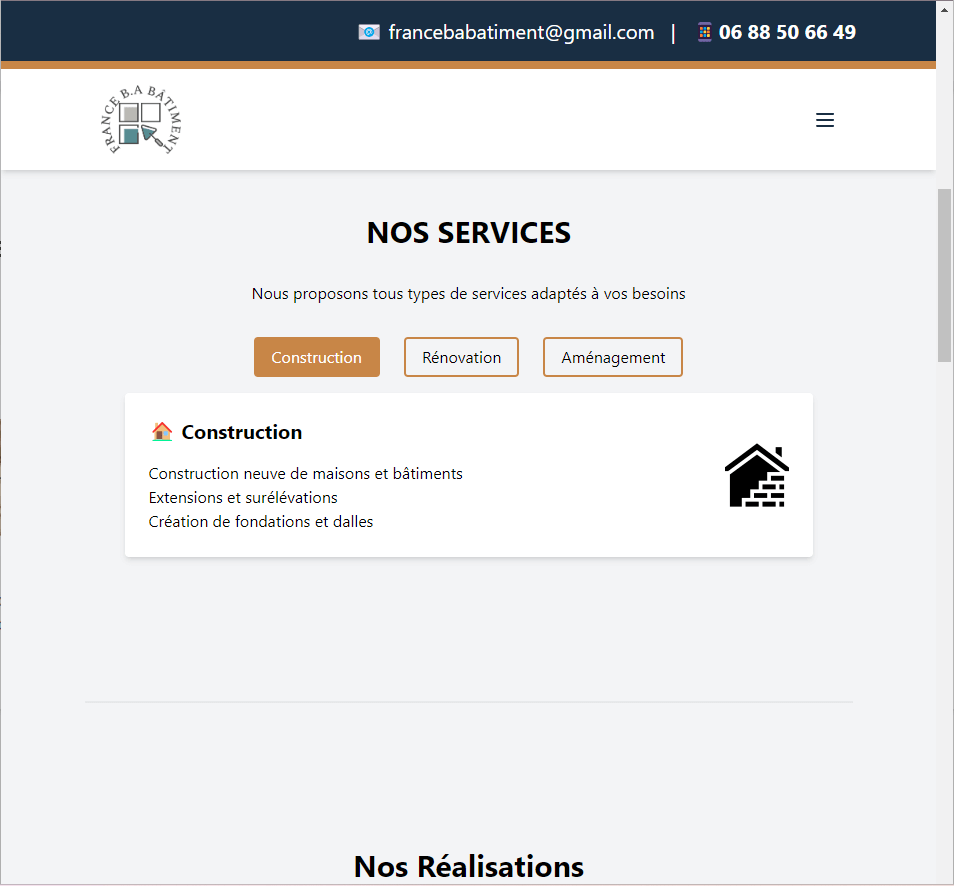 francebabatiment@gmail.com | 06 88 50 66 49
FRANCE B.A BÂTIMENT
NOS SERVICES
Nous proposons tous types de services adaptés à vos besoins
Construction Rénovation Aménagement
Construction
Construction neuve de maisons et bâtiments
Extensions et surélévations
Création de fondations et dalles
Nos Réalisations